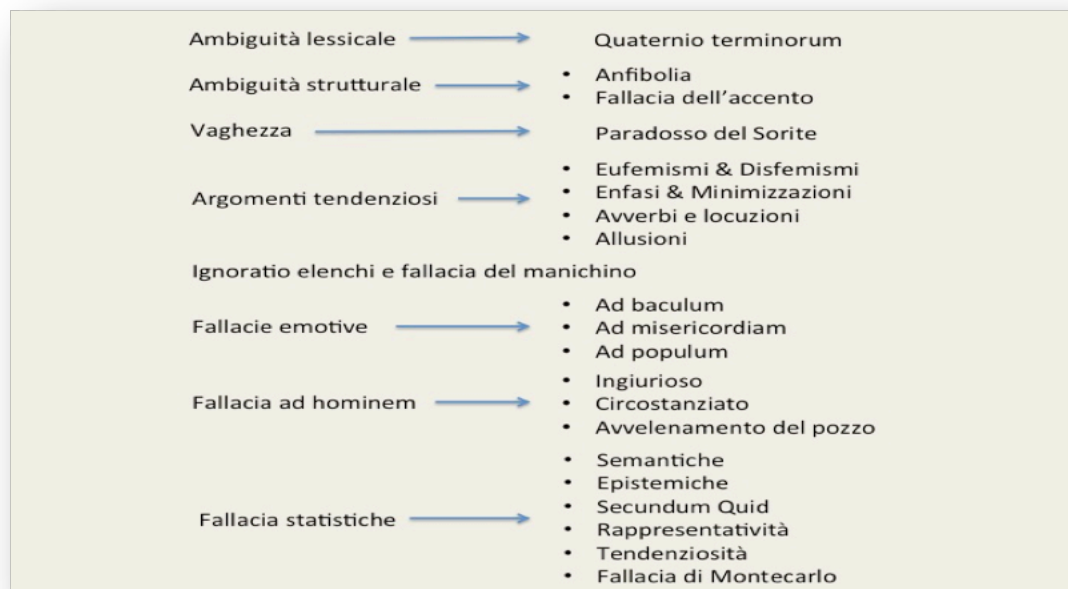 Ambiguità lessicale
Quaternio terminorum
Ambiguità strutturale
• Anfibolia
• Fallacia dell'accento
Vaghezza
Paradosso del Sorite
Argomenti tendenziosi
• Eufemismi & Disfemismi
• Enfasi & Minimizzazioni
• Avverbi e locuzioni
• Allusioni
Ignoratio elenchi e fallacia del manichino
Fallacie emotive
• Ad baculum
• Ad misericordiam
• Ad populum
Fallacia ad hominem
• Ingiurioso
• Circostanziato
• Avvelenamento del pozzo
Fallacia statistiche
• Semantiche
• Epistemiche
• Secundum Quid
• Rappresentatività
• Tendenziosità
• Fallacia di Montecarlo